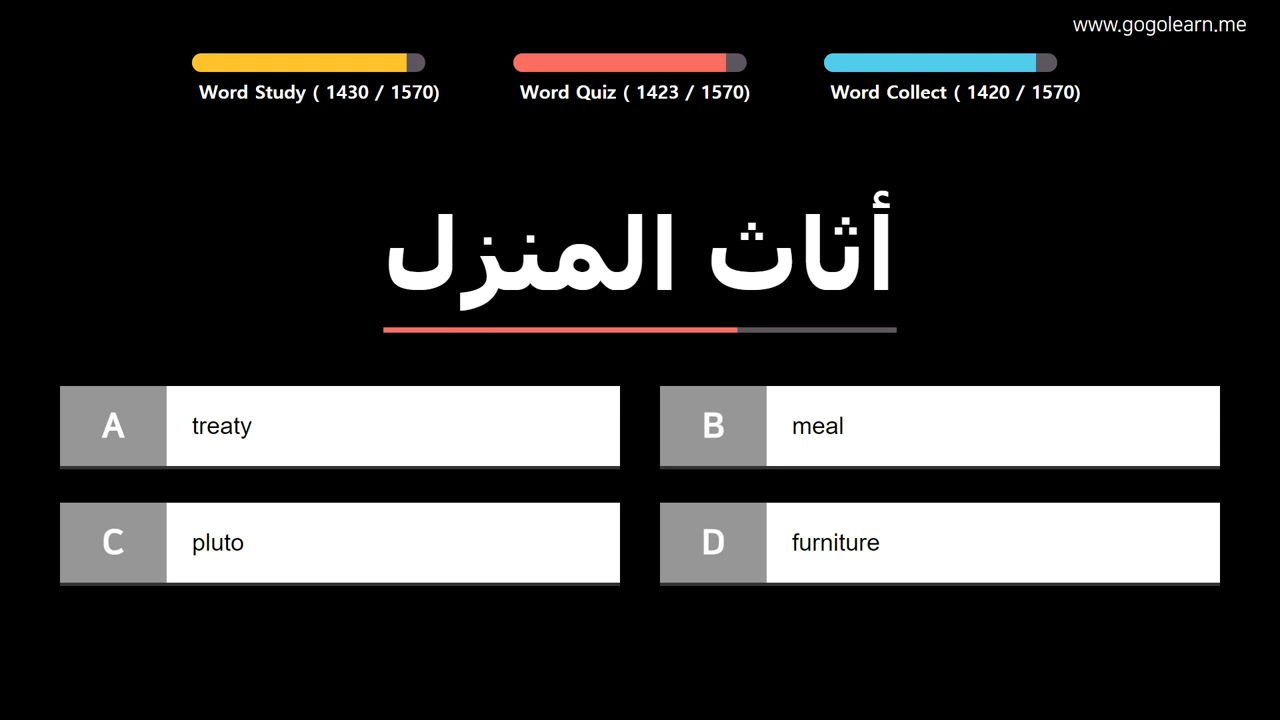 www.gogolearn.me
Word Study ( 1430 / 1570)
Word Quiz ( 1423 / 1570)
Word Collect ( 1420 / 1570)
أثاث المنزل
A treaty
B meal
C pluto
D furniture